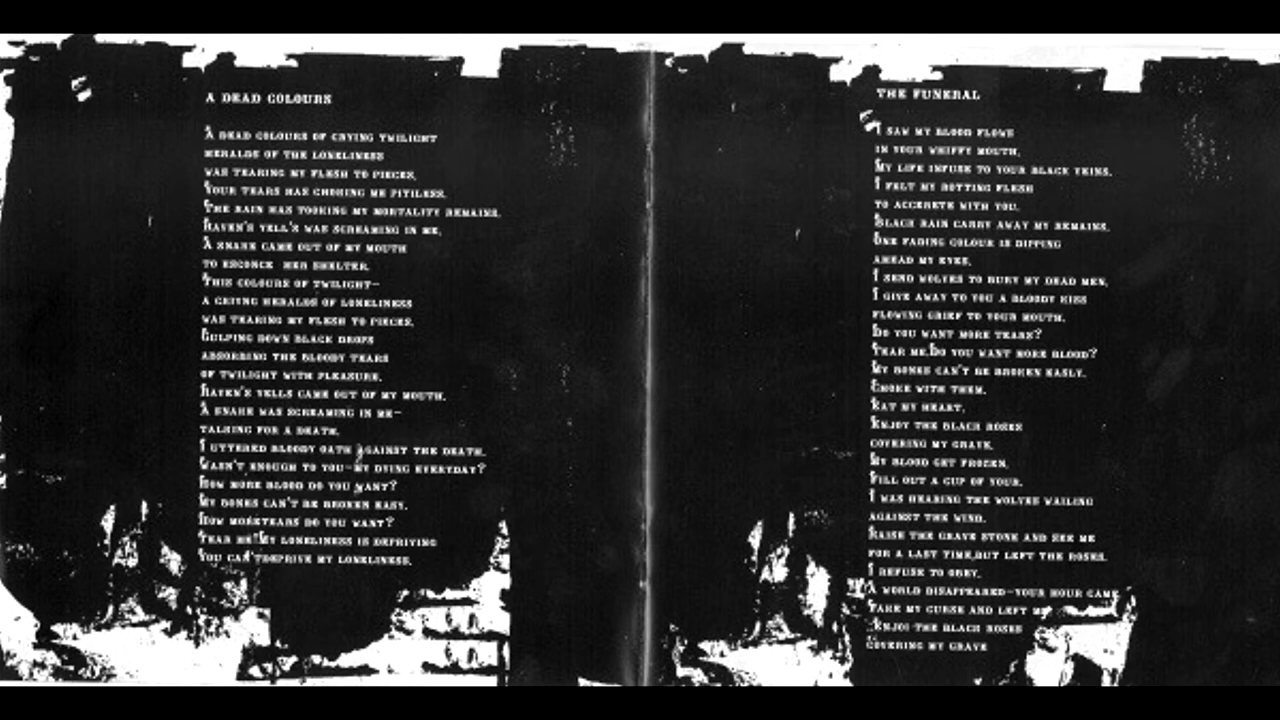 A DEAD COLOURS
A DEAD COLOURS OF CRYING TWILIGHT
HERALDS OF THE LONELINESS
WAS TEARING MY FLESH TO PIECES,
YOUR TEARS HAS CHOKING ME PITILESS.
THE RAIN HAS TOOKING MY MORTALITY REMAINS.
RAVEN'S YELL'S WAS SCREAMING IN ME,
A SNAKE CAME OUT OF MY MOUTH
TO ESCONCE HER SHELTER.
THIS COLOURS OF TWILIGHT-
A CRIYNG HERALDS OF LONELINESS
WAS TEARING MY FLESH TO PIECES.
GULPING DOWN BLACK DROPS
ABSORBING THE BLOODY TEARS
OF TWILIGHT WITH PLEASURE.
RAVEN'S YELLS CAME OUT OF MY MOUTH.
A SNAKE WAS SCREAMING IN ME-
TALKING FOR A DEATH.
I UTTERED BLOODY OATH AGAINST THE DEATH.
WASN'T ENOUGH TO YOU-MY DYING EVERYDAY?
HOW MORE BLOOD DO YOU WANT?
MY BONES CAN'T BE BROKEN EASY.
HOW MORE TEARS DO YOU WANT?
TEAR ME! MY LONELINESS IS DEPRIVING
YOU CAN'T DEPRIVE MY LONELINESS.
THE FUNERAL
I SAW MY BLOOD FLOWS
IN YOUR WHIFFY MOUTH,
MY LIFE INFUSE TO YOUR BLACK VEINS.
I FELT MY ROTTING FLESH
TO ACCERETE WITH YOU.
BLACK RAIN CARRY AWAY MY REMAINS.
ONE FADING COLOUR IS DIPPING
AHEAD MY EYES.
I SEND WOLVES TO BURY MY DEAD MEN,
I GIVE AWAY TO YOU A BLOODY KISS
FLOWING GRIEF TO YOUR MOUTH.
DO YOU WANT MORE TEARS?
TEAR ME,DO YOU WANT MORE BLOOD?
MY BONES CAN'T BE BROKEN EASLY.
CHOKE WITH THEM.
EAT MY HEART,
ENJOY THE BLACK ROSES
COVERING MY GRAVE.
MY BLOOD GET FROZEN,
FILL OUT A CUP OF YOUR.
I WAS HEARING THE WOLVES WAILING
AGAINST THE WIND.
RAISE THE GRAVE STONE AND SEE ME
FOR A LAST TIME,BUT LEFT THE ROSES.
I REFUSE TO OBEY.
A WORLD DISAPPEARED-YOUR HOUR CAME
TAKE MY CURSE AND LEFT ME
ENJOI THE BLACK ROSES
COVERING MY GRAVE